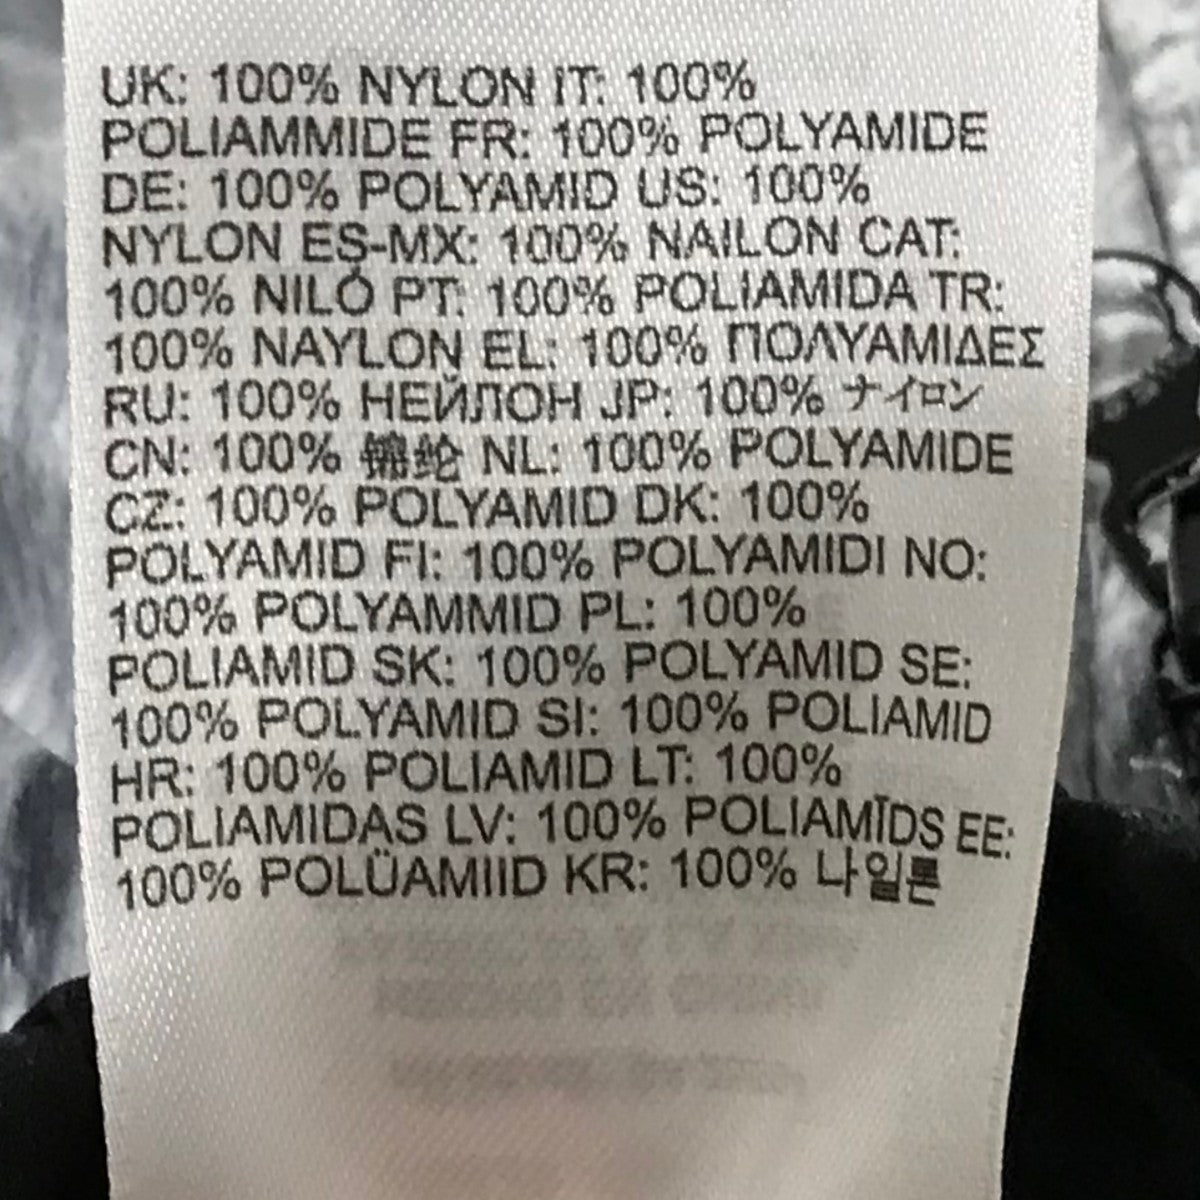 UK: 100% NYLON IT: 100%
POLIAMMIDE FR: 100% POLYAMIDE
DE: 100% POLYAMID US: 100%
NYLON ES-MX: 100% NAILON CAT:
100% NILÓ PT: 100% POLIAMIDA TR:
100% NAYLON EL: 100% ΠΟΛΥΑΜΙΔΕΣ
RU: 100% НЕЙЛОН JP: 100% ナイロン
CN: 100% 锦纶 NL: 100% POLYAMIDE
CZ: 100% POLYAMID DK: 100%
POLYAMID FI: 100% POLYAMIDI NO:
100% POLYAMMID PL: 100%
POLIAMID SK: 100% POLYAMID SE:
100% POLYAMID SI: 100% POLIAMID
HR: 100% POLIAMID LT: 100%
POLIAMIDAS LV: 100% POLIAMĪDS EE:
100% POLÜAMIID KR: 100% 나일론